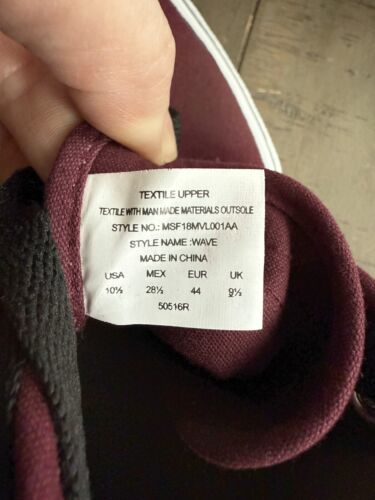 TEXTILE UPPER
TEXTILE WITH MAN MADE MATERIALS OUTSOLE
STYLE NO.: MSF18MVL001AA
STYLE NAME :WAVE
MADE IN CHINA
USA MEX EUR UK
10½ 28½ 44 9½
50516R